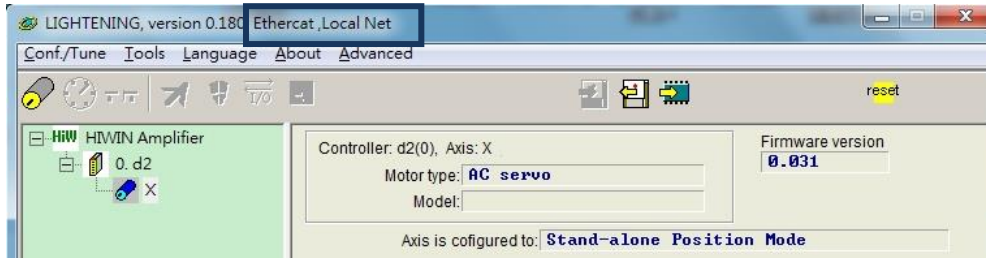 LIGHTENING, version 0.180, Ethercat ,Local Net
Conf./Tune Tools Language About Advanced
I/O
reset
HiW HIWIN Amplifier
0. d2
X
Controller: d2(0), Axis: X
Motor type: AC servo
Model:
Firmware version
0.031
Axis is cofigured to: Stand-alone Position Mode